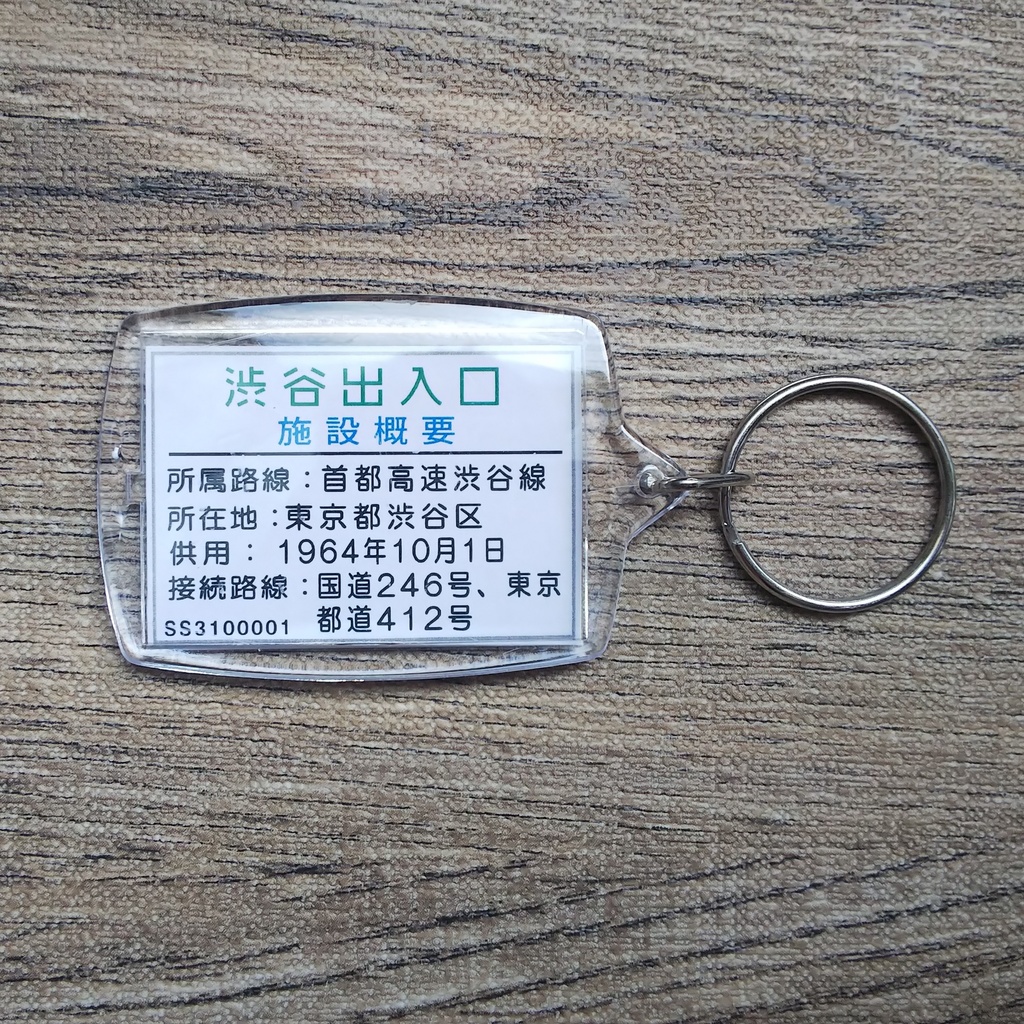 渋谷出入口
施設概要
所属路線：首都高速渋谷線
所在地：東京都渋谷区
供用： 1964年10月1日
接続路線：国道246号、東京
都道412号
SS3100001